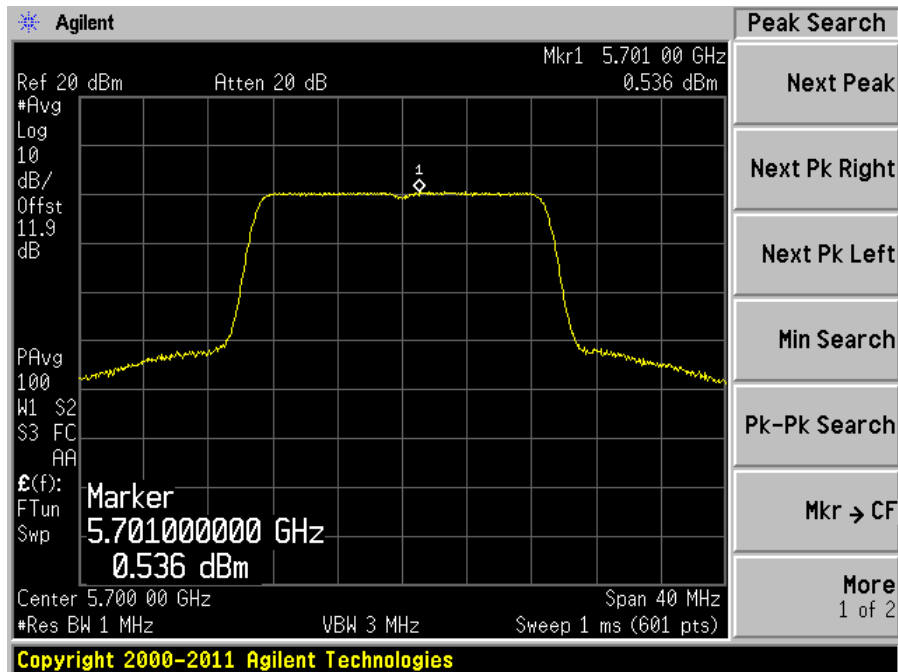 Agilent
Peak Search
Mkr1 5.701 00 GHz
Ref 20 dBm Atten 20 dB 0.536 dBm
#Avg
Log
10
dB/
Offst
11.9
dB
1
PAvg
100
W1 S2
S3 FC
AA
£(f):
FTun
Swp
Marker
5.701000000 GHz
0.536 dBm
Center 5.700 00 GHz Span 40 MHz
#Res BW 1 MHz VBW 3 MHz Sweep 1 ms (601 pts)
Next Peak
Next Pk Right
Next Pk Left
Min Search
Pk-Pk Search
Mkr → CF
More
1 of 2
Copyright 2000-2011 Agilent Technologies